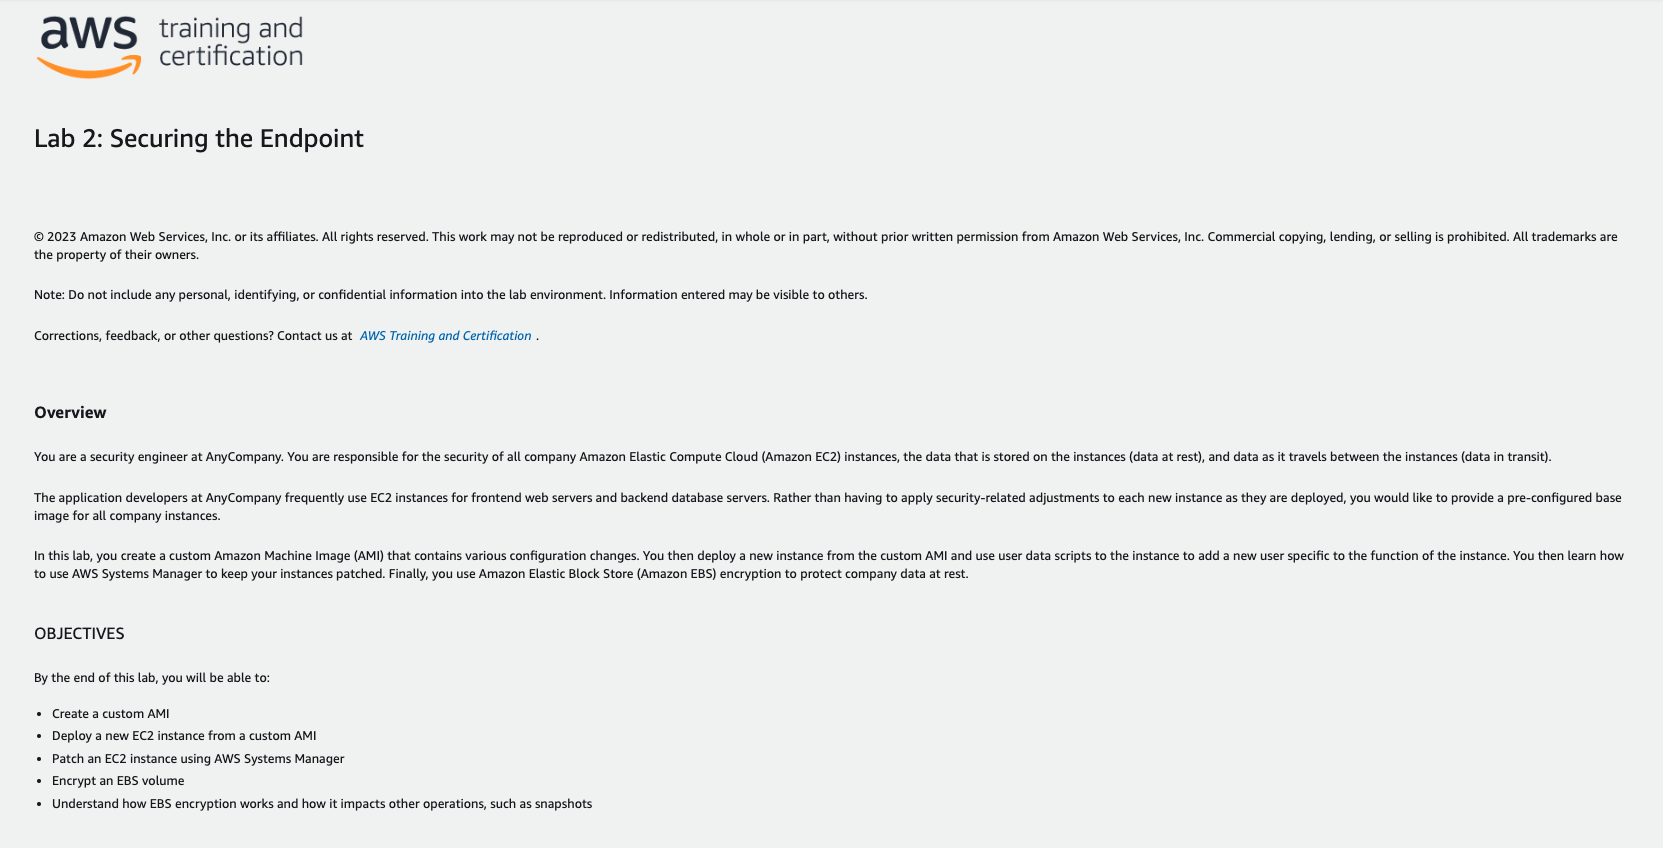 aws training and
certification
Lab 2: Securing the Endpoint
© 2023 Amazon Web Services, Inc. or its affiliates. All rights reserved. This work may not be reproduced or redistributed, in whole or in part, without prior written permission from Amazon Web Services, Inc. Commercial copying, lending, or selling is prohibited. All trademarks are
the property of their owners.
Note: Do not include any personal, identifying, or confidential information into the lab environment. Information entered may be visible to others.
Corrections, feedback, or other questions? Contact us at AWS Training and Certification .
Overview
You are a security engineer at AnyCompany. You are responsible for the security of all company Amazon Elastic Compute Cloud (Amazon EC2) instances, the data that is stored on the instances (data at rest), and data as it travels between the instances (data in transit).
The application developers at AnyCompany frequently use EC2 instances for frontend web servers and backend database servers. Rather than having to apply security-related adjustments to each new instance as they are deployed, you would like to provide a pre-configured base
image for all company instances.
In this lab, you create a custom Amazon Machine Image (AMI) that contains various configuration changes. You then deploy a new instance from the custom AMI and use user data scripts to the instance to add a new user specific to the function of the instance. You then learn how
to use AWS Systems Manager to keep your instances patched. Finally, you use Amazon Elastic Block Store (Amazon EBS) encryption to protect company data at rest.
OBJECTIVES
By the end of this lab, you will be able to:
• Create a custom AMI
• Deploy a new EC2 instance from a custom AMI
• Patch an EC2 instance using AWS Systems Manager
• Encrypt an EBS volume
• Understand how EBS encryption works and how it impacts other operations, such as snapshots